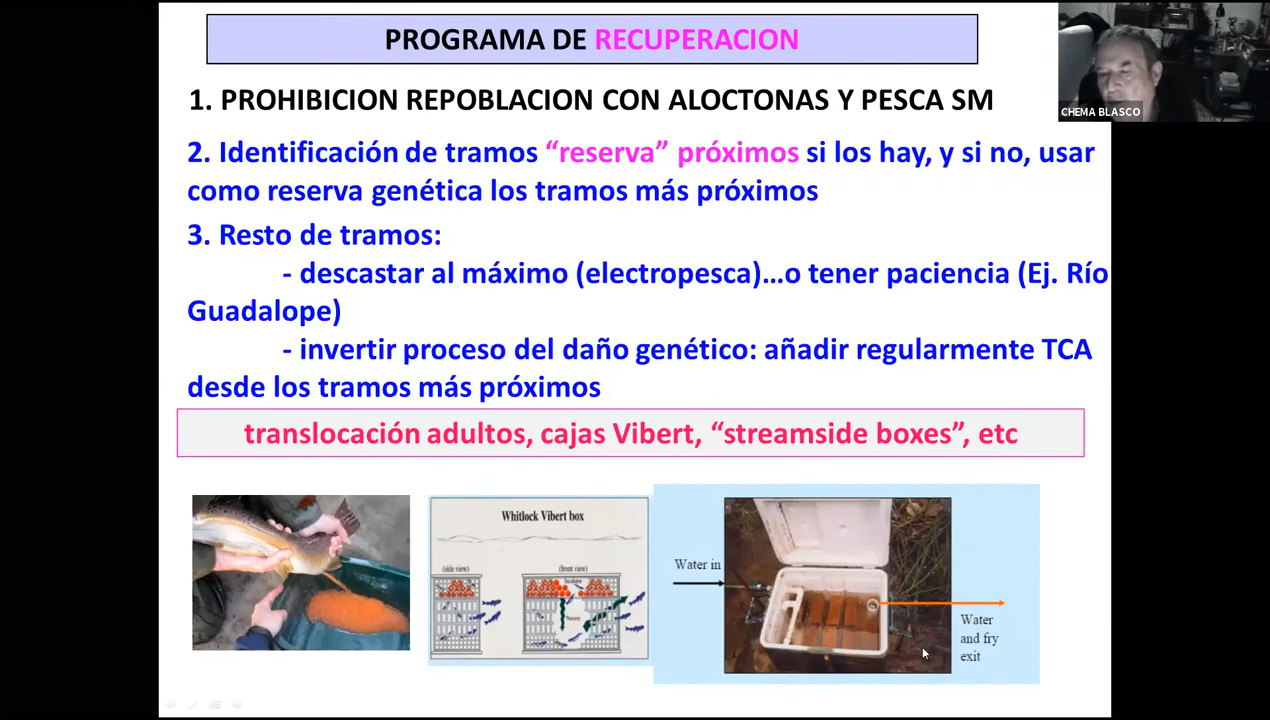 PROGRAMA DE RECUPERACION
CHEMA BLASCO
1. PROHIBICION REPOBLACION CON ALOCTONAS Y PESCA SM
2. Identificación de tramos “reserva” próximos si los hay, y si no, usar
como reserva genética los tramos más próximos
3. Resto de tramos:
- descastar al máximo (electropesca)...o tener paciencia (Ej. Río
Guadalope)
- invertir proceso del daño genético: añadir regularmente TCA
desde los tramos más próximos
translocación adultos, cajas Vibert, “streamside boxes”, etc
Whitlock Vibert box
(side view)
(front view)
Incubator
Nursery
Water in
Water
and fry
exit